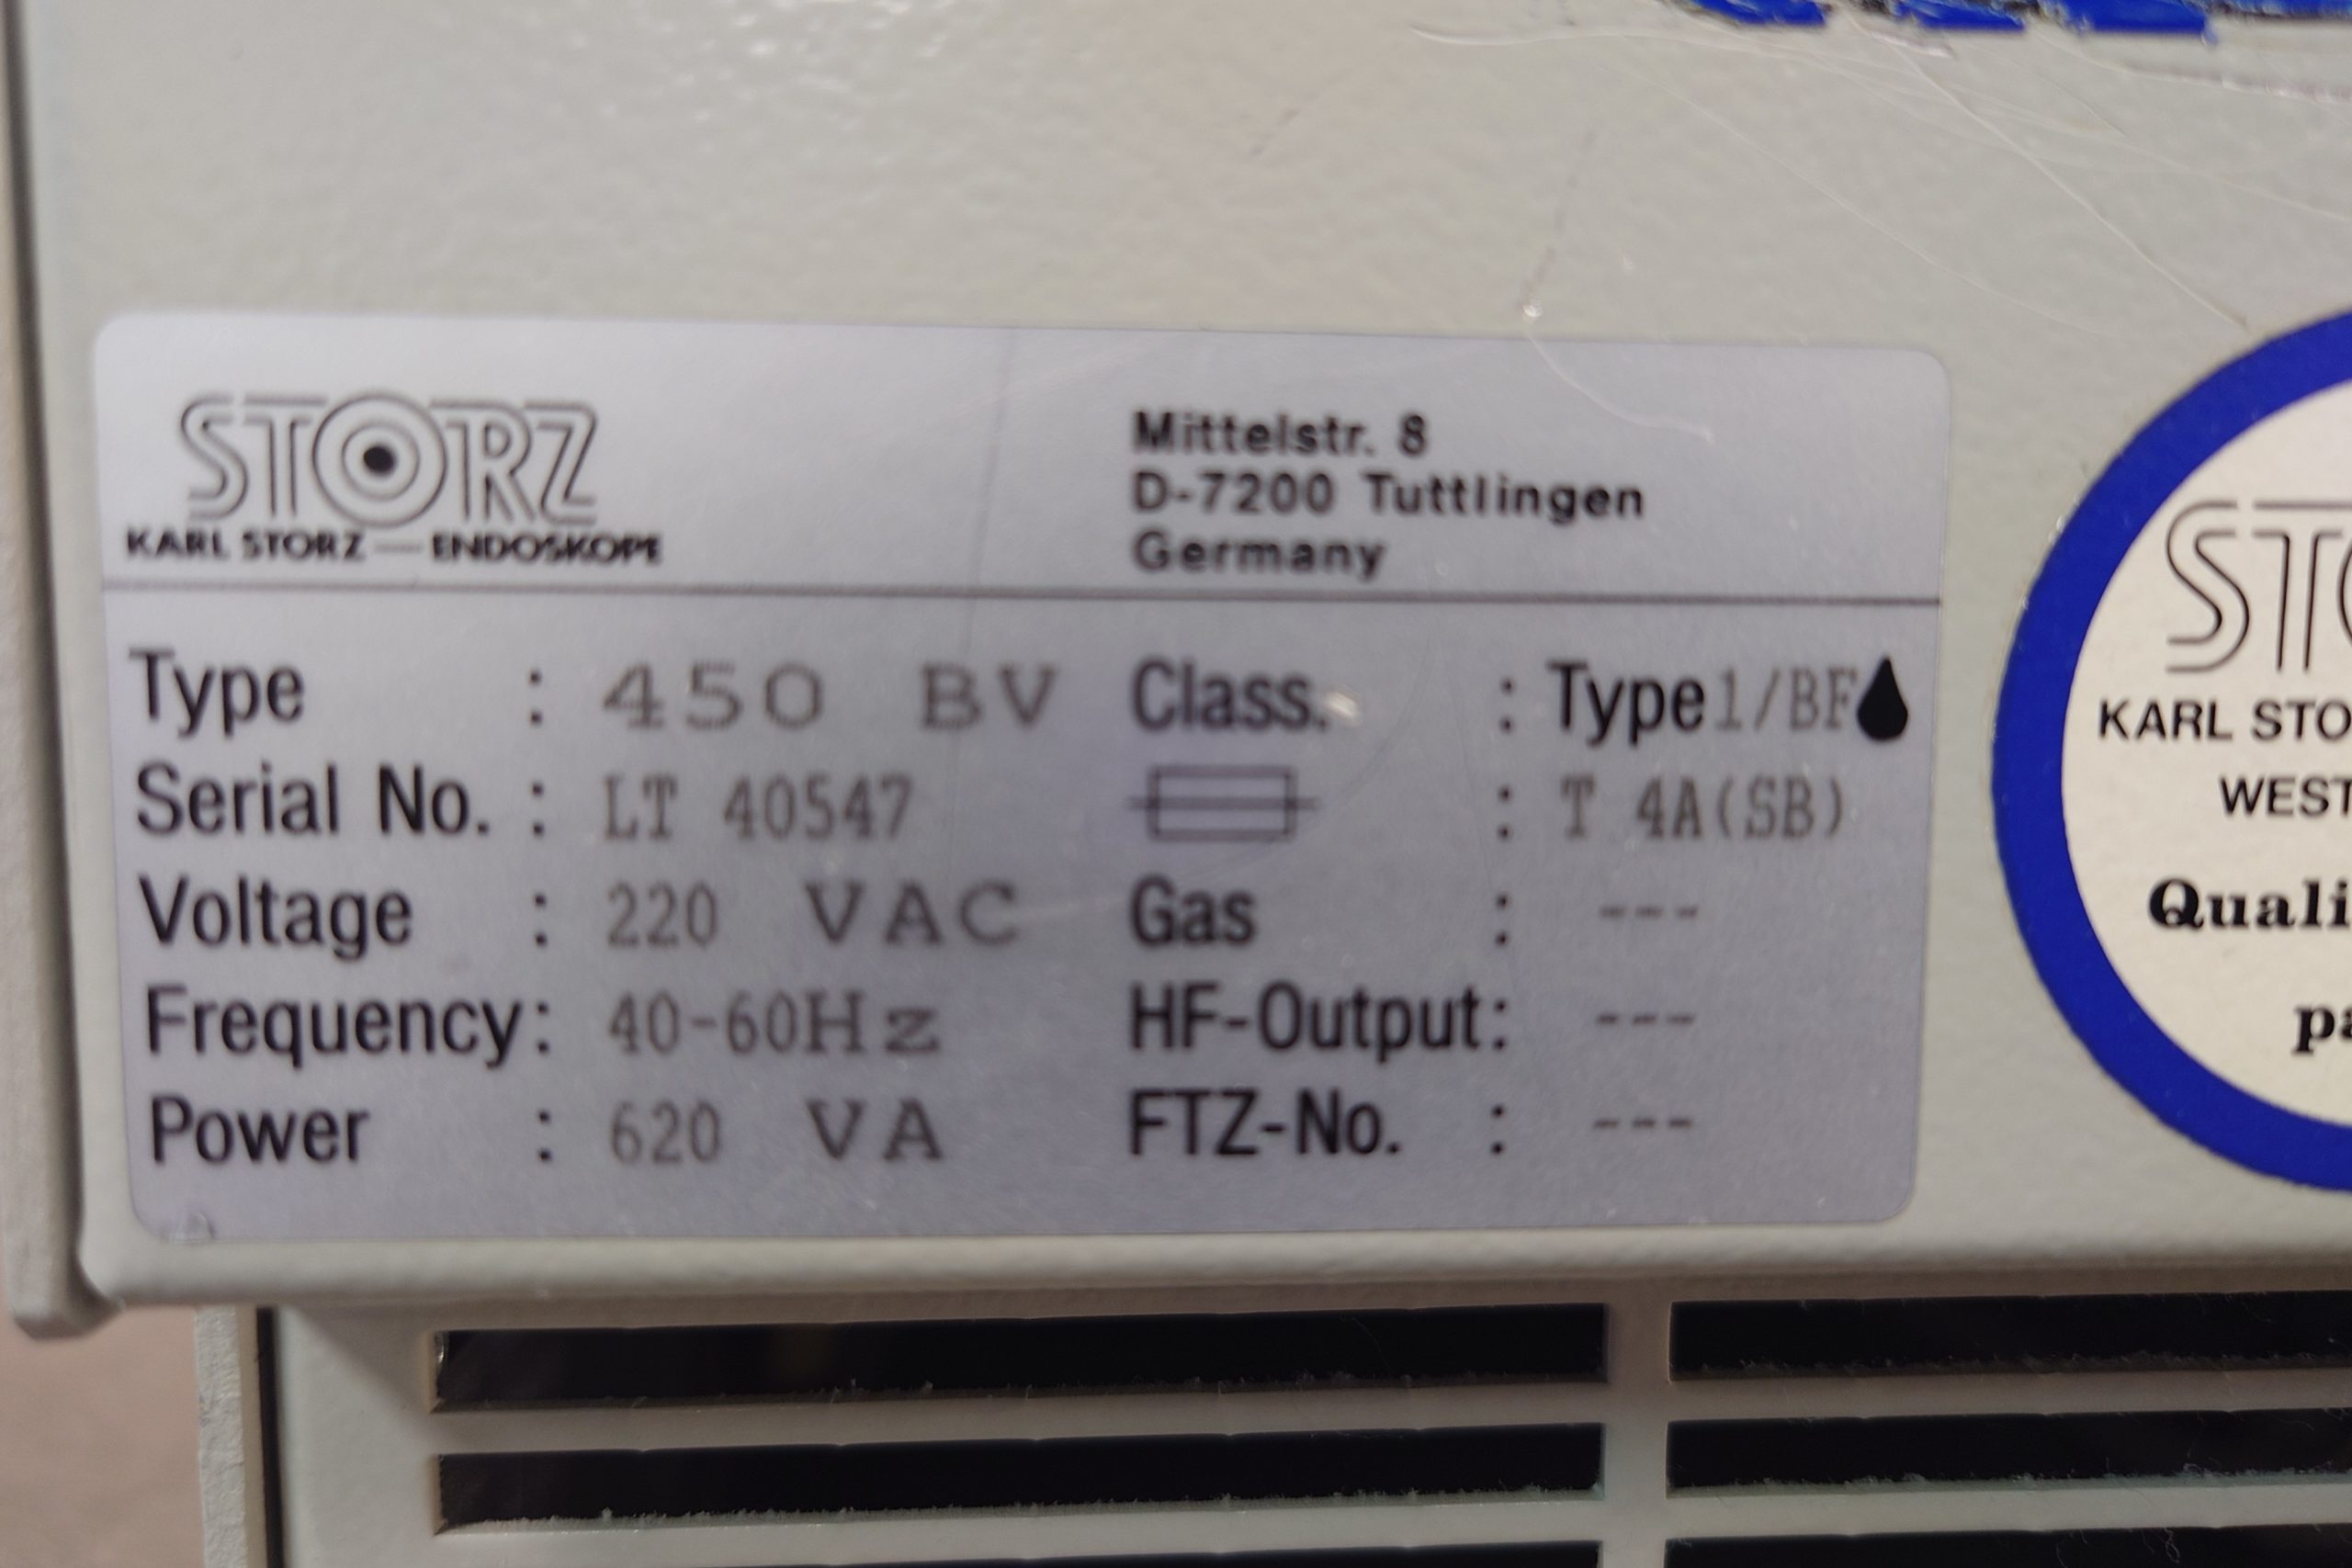 STORZ
KARL STORZ — ENDOSKOPE
Mittelstr. 8
D-7200 Tuttlingen
Germany
Type : 450 BV Class. : Type 1/BF
Serial No. : LT 40547 : T 4A(SB)
Voltage : 220 VAC Gas : ---
Frequency : 40-60Hz HF-Output : ---
Power : 620 VA FTZ-No. : ---
KARL STO
WEST
Quali
pa